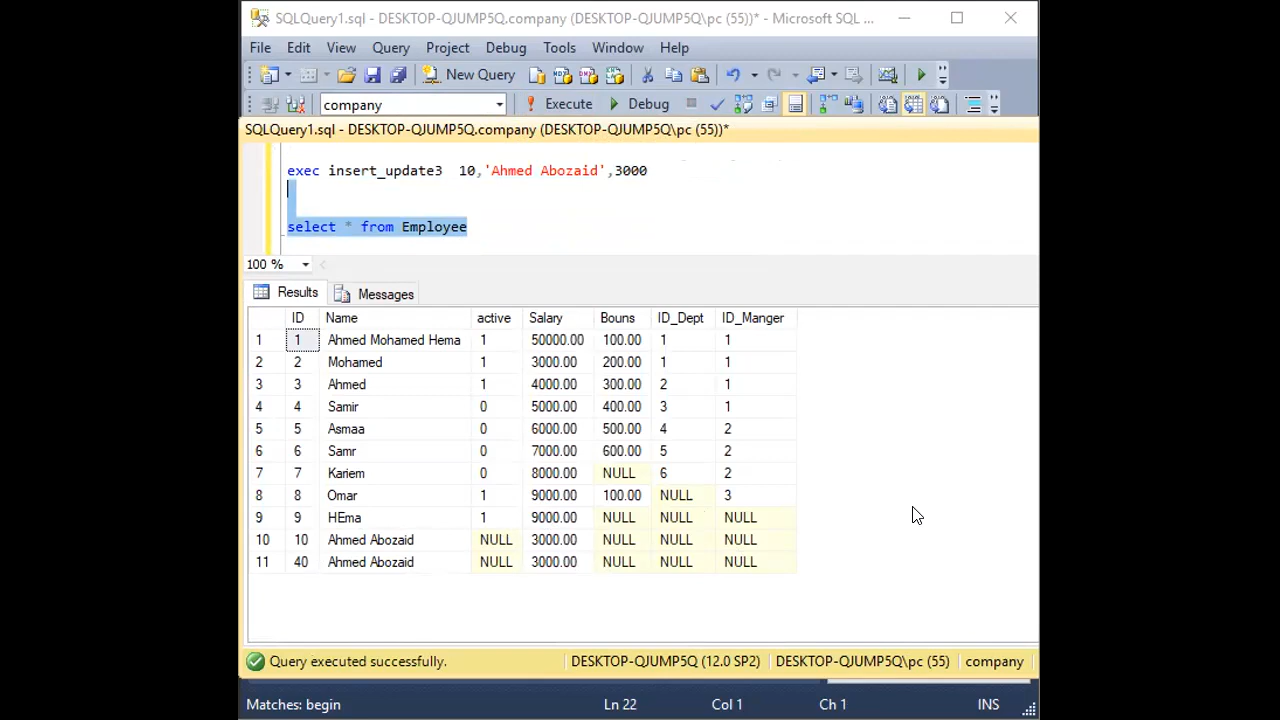 SQLQuery1.sql - DESKTOP-QJUMP5Q.company (DESKTOP-QJUMP5Q\pc (55))* - Microsoft SQL ...
File Edit View Query Project Debug Tools Window Help
New Query
company Execute Debug
SQLQuery1.sql - DESKTOP-QJUMP5Q.company (DESKTOP-QJUMP5Q\pc (55))*
exec insert_update3 10,'Ahmed Abozaid',3000
select * from Employee
100 %
Results Messages
ID Name active Salary Bouns ID_Dept ID_Manger
1 1 Ahmed Mohamed Hema 1 50000.00 100.00 1 1
2 2 Mohamed 1 3000.00 200.00 1 1
3 3 Ahmed 1 4000.00 300.00 2 1
4 4 Samir 0 5000.00 400.00 3 1
5 5 Asmaa 0 6000.00 500.00 4 2
6 6 Samr 0 7000.00 600.00 5 2
7 7 Kariem 0 8000.00 NULL 6 2
8 8 Omar 1 9000.00 100.00 NULL 3
9 9 HEma 1 9000.00 NULL NULL NULL
10 10 Ahmed Abozaid NULL 3000.00 NULL NULL NULL
11 40 Ahmed Abozaid NULL 3000.00 NULL NULL NULL
Query executed successfully. DESKTOP-QJUMP5Q (12.0 SP2) DESKTOP-QJUMP5Q\pc (55) company
Matches: begin Ln 22 Col 1 Ch 1 INS